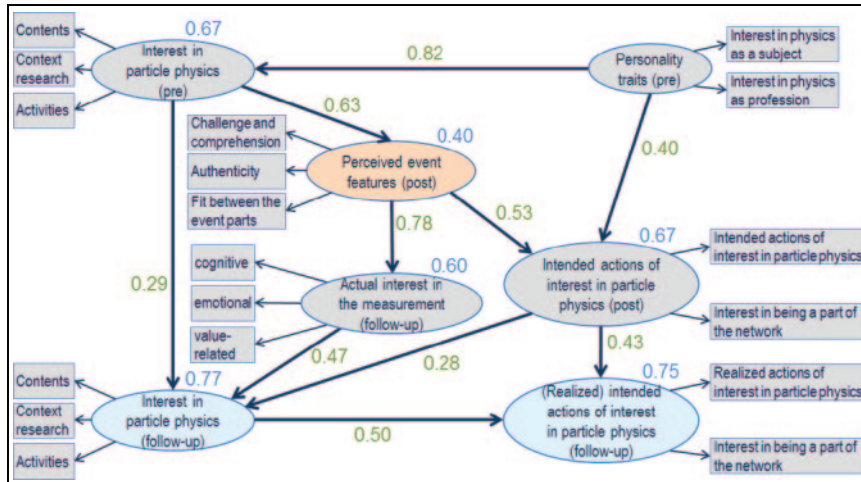 Contents
Context
research
Activities
0.67
Interest in
particle physics
(pre)
0.82
Personality
traits (pre)
Interest in physics
as a subject
Interest in physics
as profession
0.63
Challenge and
comprehension
Authenticity
Fit between the
event parts
0.40
Perceived event
features (post)
0.40
0.78
0.53
0.29
cognitive
emotional
value-
related
0.60
Actual interest in
the measurement
(follow-up)
0.67
Intended actions of
interest in particle
physics (post)
Intended actions of
interest in particle physics
Interest in being a part of
the network
0.47
0.28
0.43
Contents
Context
research
Activities
0.77
Interest in
particle physics
(follow-up)
0.50
0.75
(Realized) intended
actions of interest
in particle physics
(follow-up)
Realized actions of
interest in particle physics
Interest in being a part of
the network